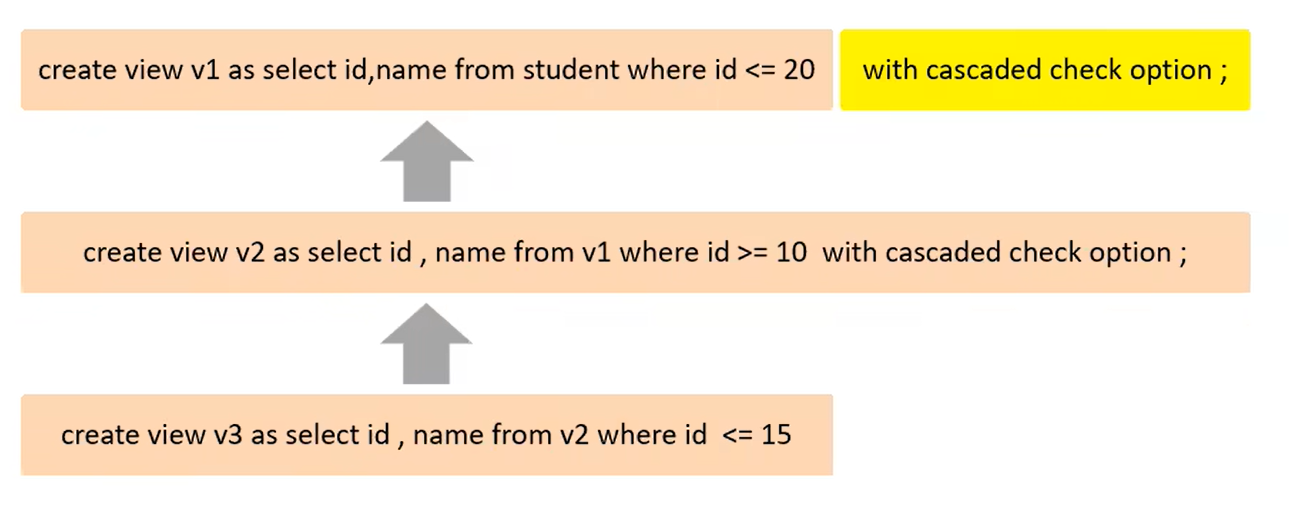 create view v1 as select id,name from student where id <= 20 with cascaded check option ;
create view v2 as select id , name from v1 where id >= 10 with cascaded check option ;
create view v3 as select id , name from v2 where id <= 15